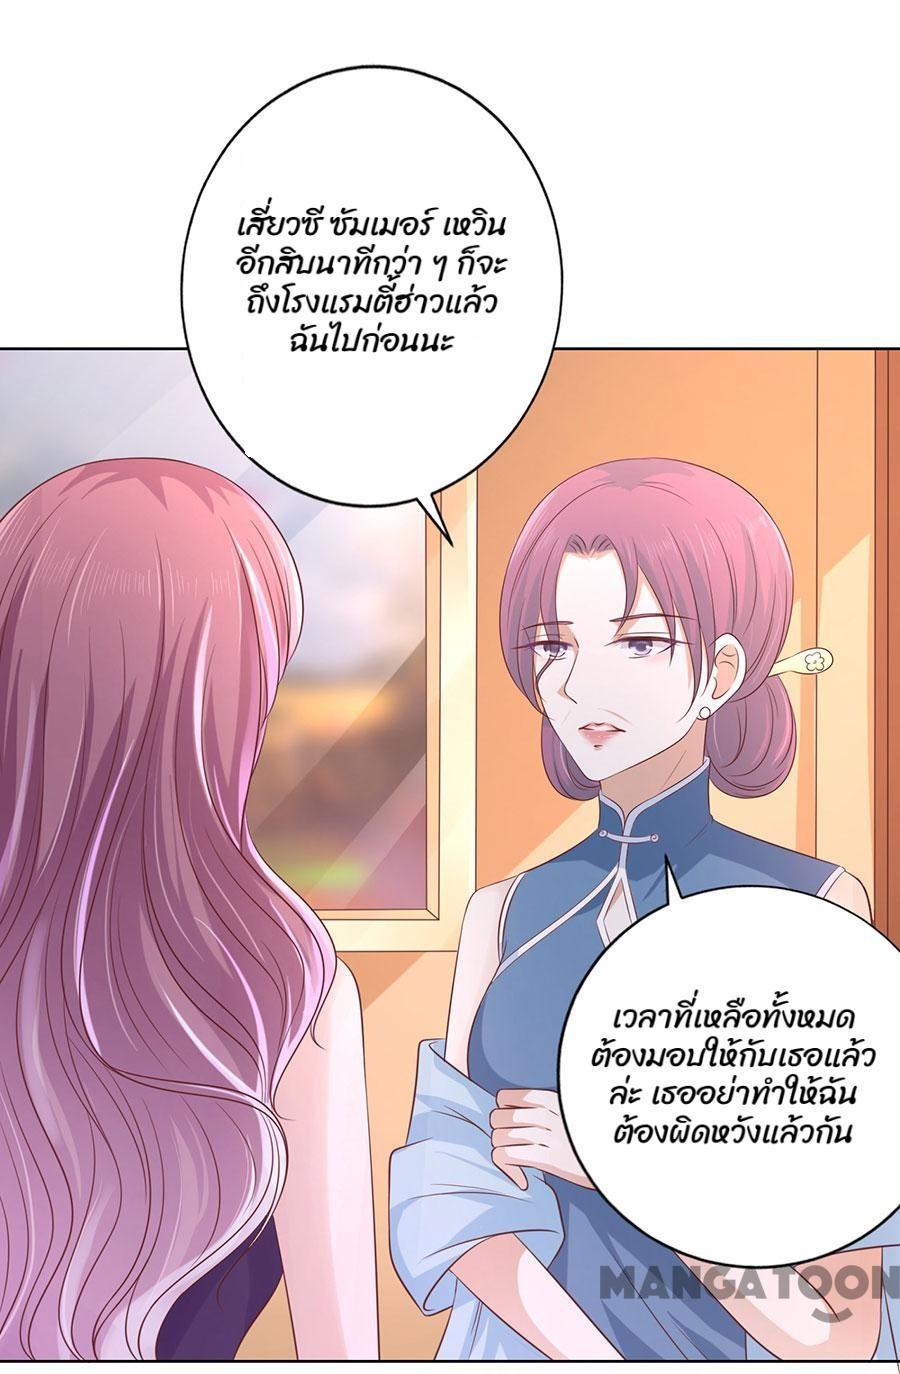 เสี่ยวซี ซัมเมอร์ เหวิน
อีกสิบนาทีกว่า ๆ ก็จะ
ถึงโรงแรมตี้ฮ่าวแล้ว
ฉันไปก่อนนะ
เวลาที่เหลือทั้งหมด
ต้องมอบให้กับเธอแล้ว
ล่ะ เธออย่าทำให้ฉัน
ต้องผิดหวังแล้วกัน
MANGATOON